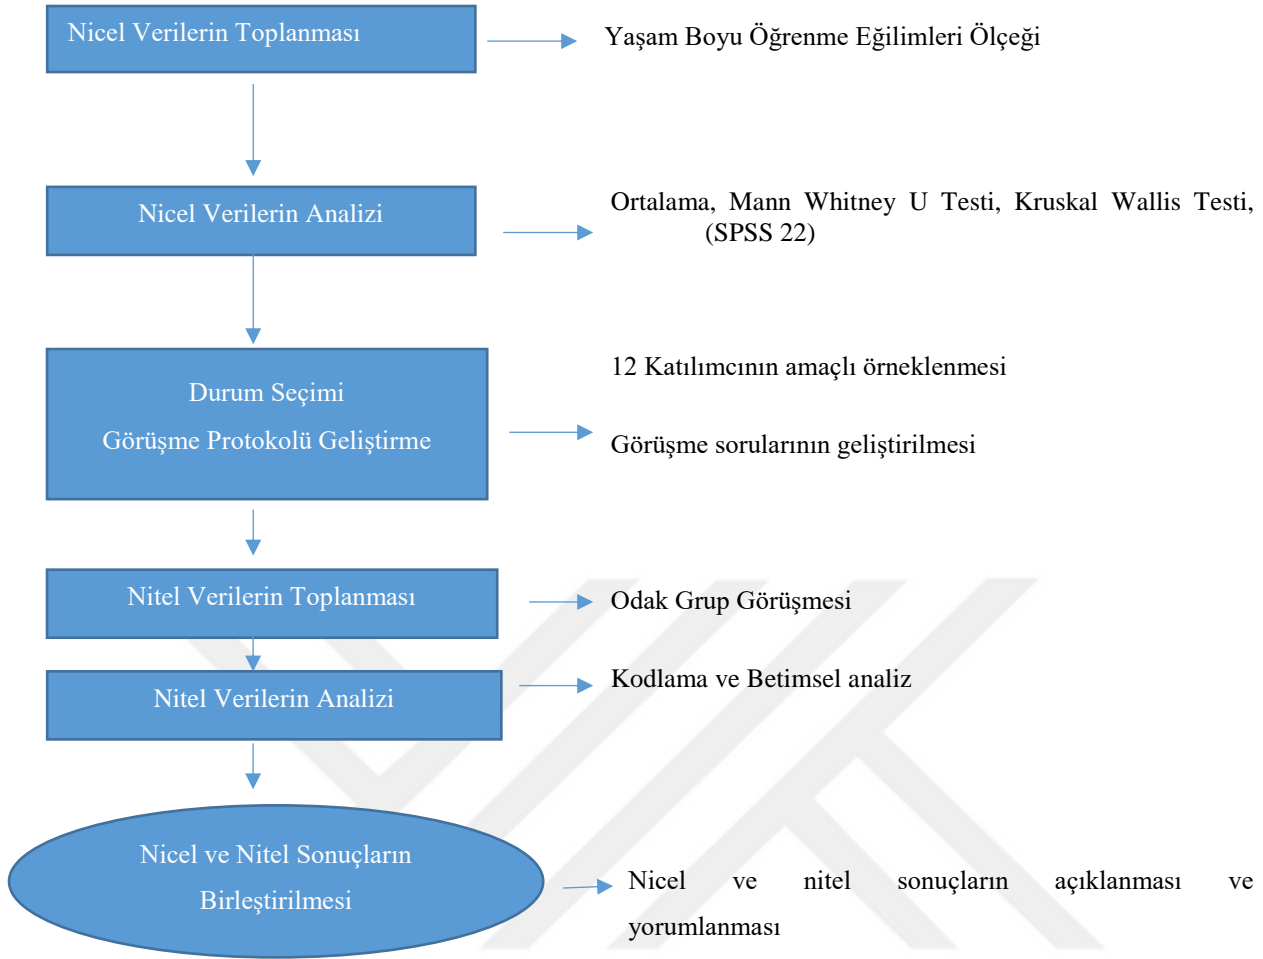 Nicel Verilerin Toplanması
Yaşam Boyu Öğrenme Eğilimleri Ölçeği
Nicel Verilerin Analizi
Ortalama, Mann Whitney U Testi, Kruskal Wallis Testi,
(SPSS 22)
Durum Seçimi
Görüşme Protokolü Geliştirme
12 Katılımcının amaçlı örneklenmesi
Görüşme sorularının geliştirilmesi
Nitel Verilerin Toplanması
Odak Grup Görüşmesi
Nitel Verilerin Analizi
Kodlama ve Betimsel analiz
Nicel ve Nitel Sonuçların
Birleştirilmesi
Nicel ve nitel sonuçların açıklanması ve
yorumlanması